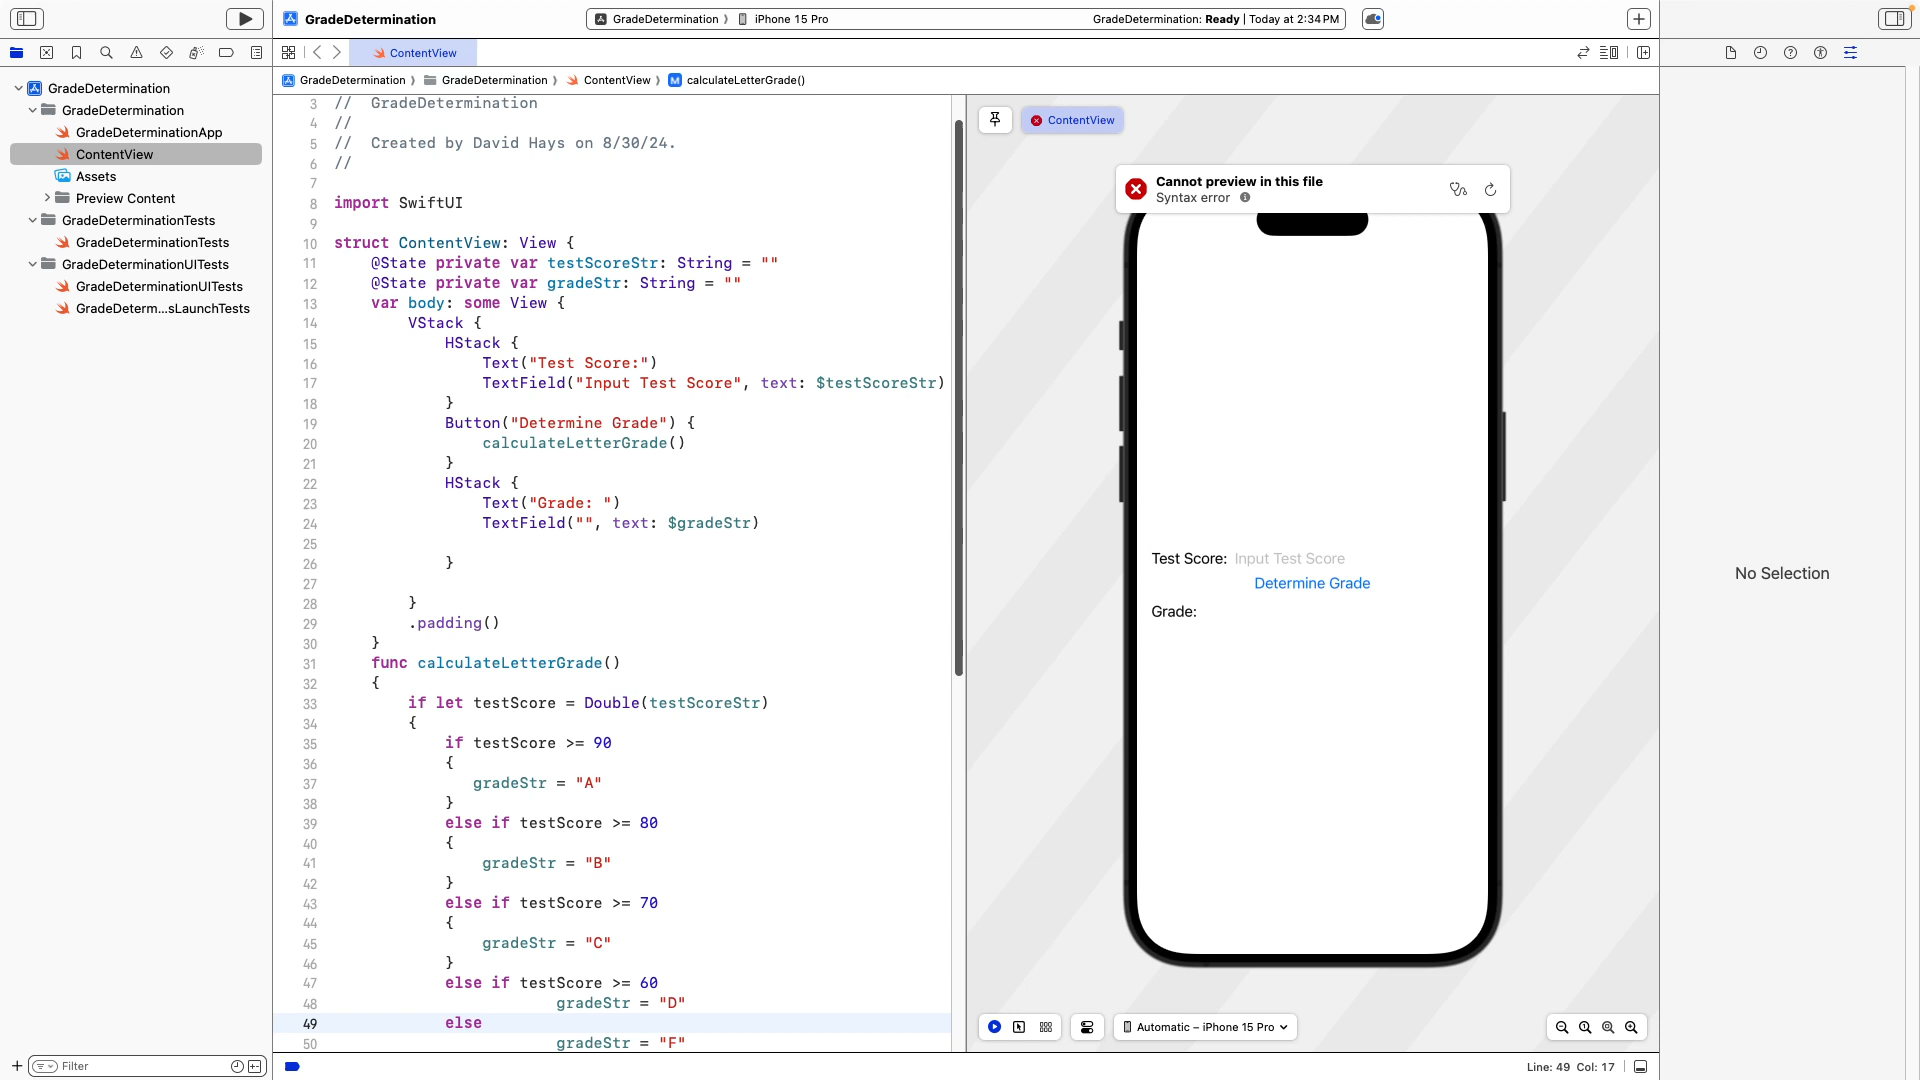 GradeDetermination
GradeDetermination
iPhone 15 Pro
GradeDetermination: Ready | Today at 2:34 PM
ContentView
GradeDetermination
GradeDetermination
ContentView
calculateLetterGrade()
GradeDetermination
GradeDetermination
GradeDeterminationApp
ContentView
Assets
Preview Content
GradeDeterminationTests
GradeDeterminationTests
GradeDeterminationUITests
GradeDeterminationUITests
GradeDeterm...sLaunchTests
3 //  GradeDetermination
4 //
5 //  Created by David Hays on 8/30/24.
6 //
7
8 import SwiftUI
9
10 struct ContentView: View {
11     @State private var testScoreStr: String = ""
12     @State private var gradeStr: String = ""
13     var body: some View {
14         VStack {
15             HStack {
16                 Text("Test Score:")
17                 TextField("Input Test Score", text: $testScoreStr)
18             }
19             Button("Determine Grade") {
20                 calculateLetterGrade()
21             }
22             HStack {
23                 Text("Grade: ")
24                 TextField("", text: $gradeStr)
25
26             }
27
28         }
29         .padding()
30     }
31     func calculateLetterGrade()
32     {
33         if let testScore = Double(testScoreStr)
34         {
35             if testScore >= 90
36             {
37                gradeStr = "A"
38             }
39             else if testScore >= 80
40             {
41                 gradeStr = "B"
42             }
43             else if testScore >= 70
44             {
45                 gradeStr = "C"
46             }
47             else if testScore >= 60
48                         gradeStr = "D"
49             else
50                         gradeStr = "F"
ContentView
Cannot preview in this file
Syntax error
Test Score: Input Test Score
Determine Grade
Grade:
Automatic – iPhone 15 Pro
No Selection
Filter
Line: 49 Col: 17